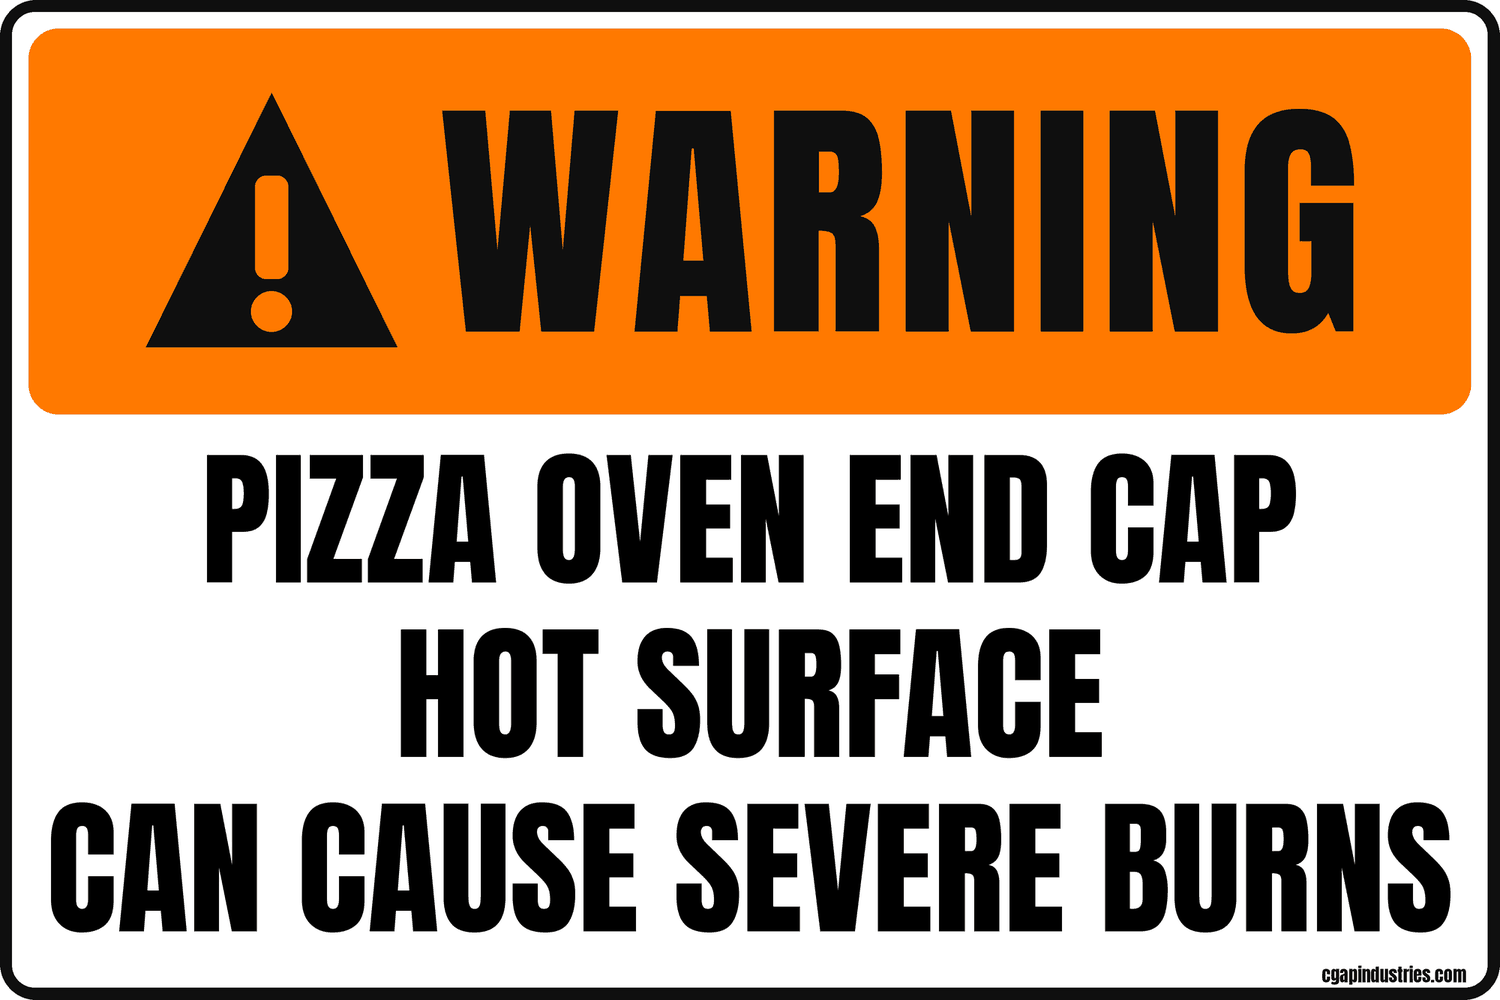 WARNING
PIZZA OVEN END CAP
HOT SURFACE
CAN CAUSE SEVERE BURNS
cgapindustries.com